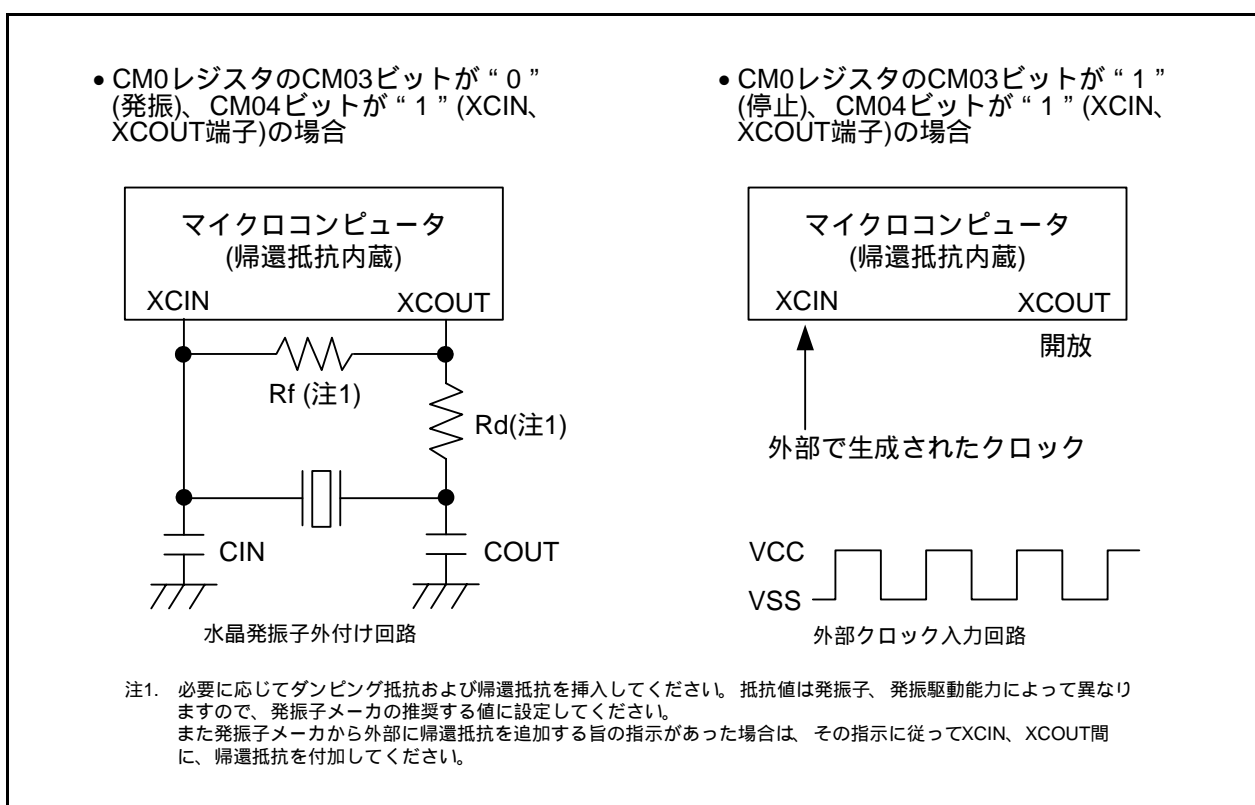 • CM0レジスタのCM03ビットが“ 0 ”
(発振)、CM04ビットが“ 1 ” (XCIN、
XCOUT端子)の場合
マイクロコンピュータ
(帰還抵抗内蔵)
XCIN
XCOUT
Rf (注1)
Rd(注1)
CIN
COUT
水晶発振子外付け回路
• CM0レジスタのCM03ビットが“ 1 ”
(停止)、CM04ビットが“ 1 ” (XCIN、
XCOUT端子)の場合
マイクロコンピュータ
(帰還抵抗内蔵)
XCIN
XCOUT
開放
外部で生成されたクロック
VCC
VSS
外部クロック入力回路
注1. 必要に応じてダンピング抵抗および帰還抵抗を挿入してください。抵抗値は発振子、発振駆動能力によって異なり
ますので、発振子メーカの推奨する値に設定してください。
また発振子メーカから外部に帰還抵抗を追加する旨の指示があった場合は、その指示に従ってXCIN、XCOUT間
に、帰還抵抗を付加してください。